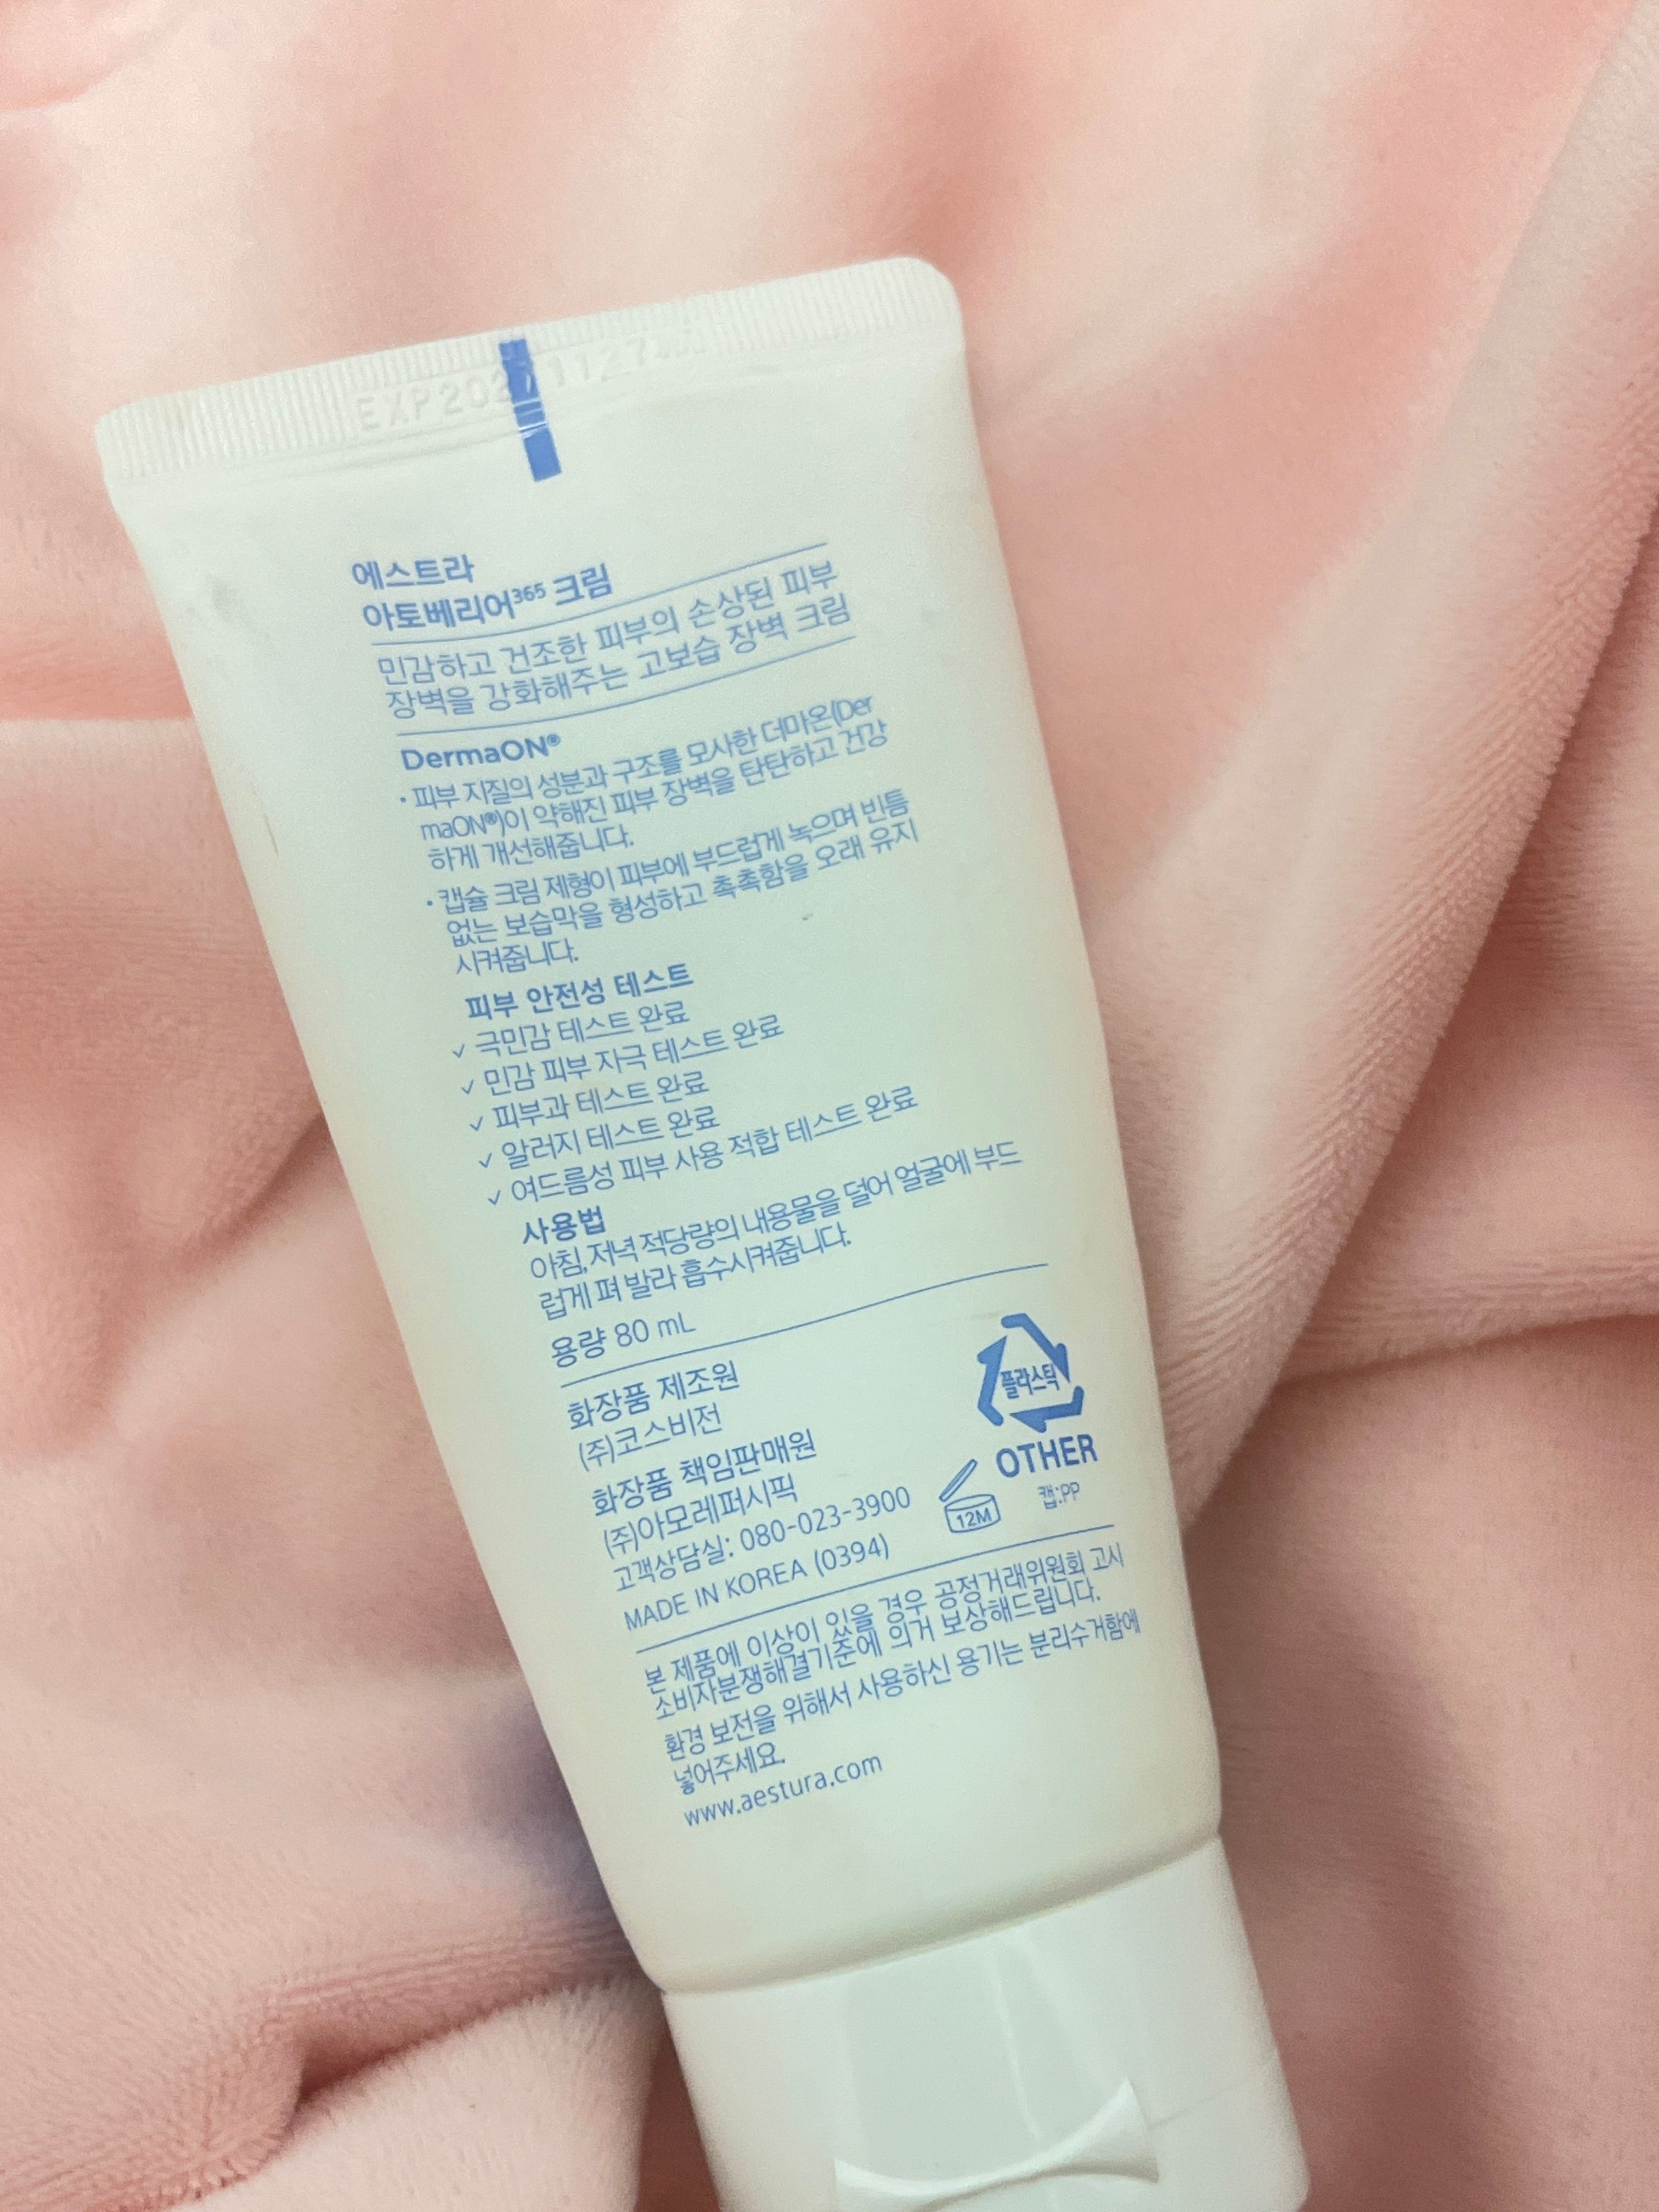 에스트라
아토베리어³⁶⁵ 크림
민감하고 건조한 피부의 손상된 피부
장벽을 강화해주는 고보습 장벽 크림
DermaON®
· 피부 지질의 성분과 구조를 모사한 더마온(Der
maON®)이 약해진 피부 장벽을 탄탄하고 건강
하게 개선해줍니다.
· 캡슐 크림 제형이 피부에 부드럽게 녹으며 빈틈
없는 보습막을 형성하고 촉촉함을 오래 유지
시켜줍니다.
피부 안전성 테스트
✓ 극민감 테스트 완료
✓ 민감 피부 자극 테스트 완료
✓ 피부과 테스트 완료
✓ 알러지 테스트 완료
✓ 여드름성 피부 사용 적합 테스트 완료
사용법
아침, 저녁 적당량의 내용물을 덜어 얼굴에 부드
럽게 펴 발라 흡수시켜줍니다.
용량 80 mL
화장품 제조원
(주)코스비전
화장품 책임판매원
(주)아모레퍼시픽
고객상담실: 080-023-3900
MADE IN KOREA (0394)
플라스틱
OTHER
캡:PP
12M
본 제품에 이상이 있을 경우 공정거래위원회 고시
소비자분쟁해결기준에 의거 보상해드립니다.
환경 보전을 위해서 사용하신 용기는 분리수거함에
넣어주세요.
www.aestura.com
EXP